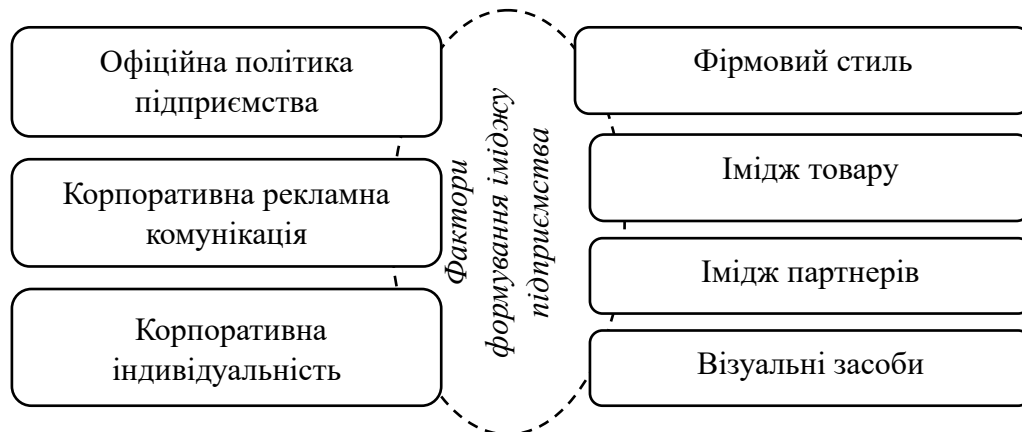 Офіційна політика
підприємства
Корпоративна рекламна
комунікація
Корпоративна
індивідуальність
Фактори
формування іміджу
підприємства
Фірмовий стиль
Імідж товару
Імідж партнерів
Візуальні засоби